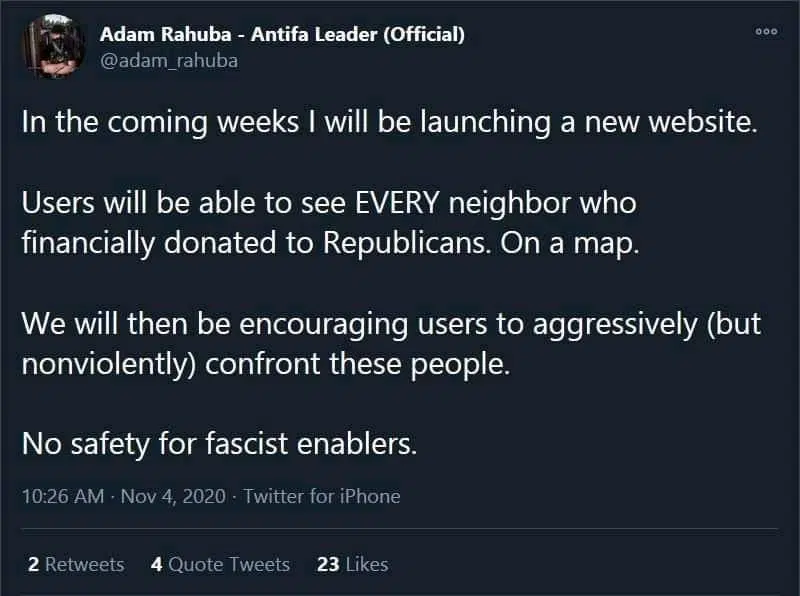 Adam Rahuba - Antifa Leader (Official)
@adam_rahuba
In the coming weeks I will be launching a new website.
Users will be able to see EVERY neighbor who
financially donated to Republicans. On a map.
We will then be encouraging users to aggressively (but
nonviolently) confront these people.
No safety for fascist enablers.
10:26 AM · Nov 4, 2020 · Twitter for iPhone
2 Retweets 4 Quote Tweets 23 Likes